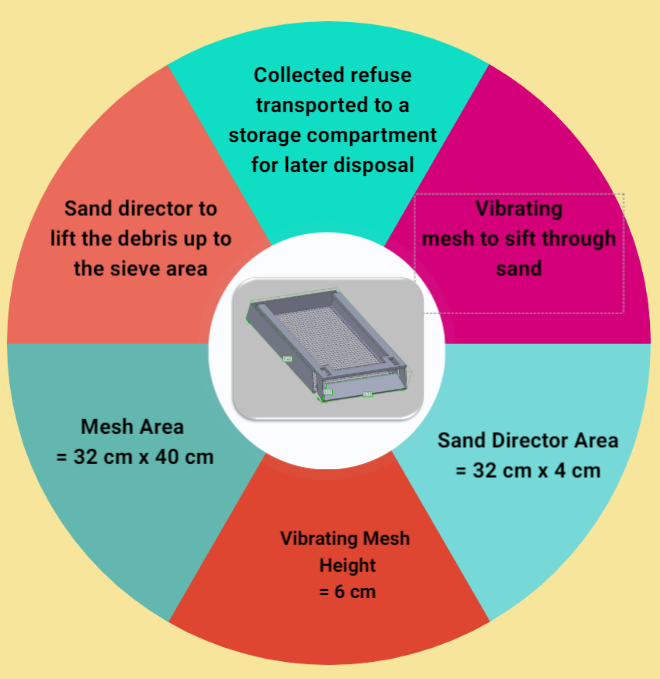 Collected refuse
transported to a
storage compartment
for later disposal
Vibrating
mesh to sift through
sand
Sand director to
lift the debris up to
the sieve area
Mesh Area
= 32 cm x 40 cm
Sand Director Area
= 32 cm x 4 cm
Vibrating Mesh
Height
= 6 cm